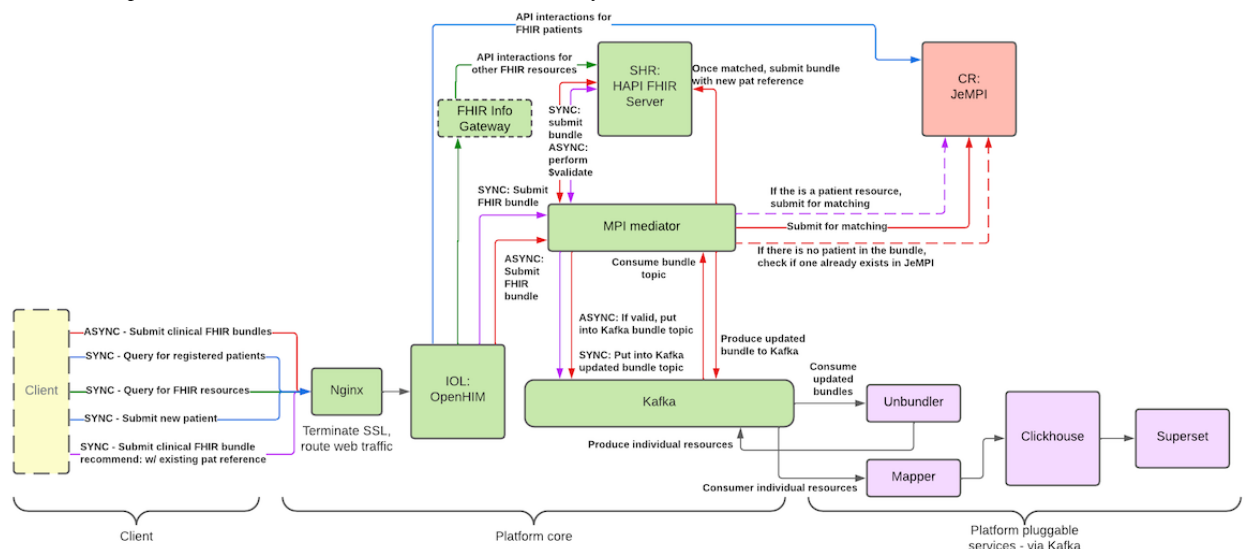 API interactions for
FHIR patients
API interactions for
other FHIR resources
SHR:
HAPI FHIR
Server
Once matched, submit bundle
with new pat reference
CR:
JeMPI
FHIR Info
Gateway
SYNC:
submit
bundle
ASYNC:
perform
$validate
SYNC: Submit
FHIR bundle
MPI mediator
If the is a patient resource,
submit for matching
Submit for matching
If there is no patient in the bundle,
check if one already exists in JeMPI
ASYNC:
Submit
FHIR
bundle
Consume bundle
topic
Client
ASYNC - Submit clinical FHIR bundles
SYNC - Query for registered patients
SYNC - Query for FHIR resources
SYNC - Submit new patient
SYNC - Submit clinical FHIR bundle
recommend: w/ existing pat reference
Nginx
Terminate SSL,
route web traffic
IOL:
OpenHIM
ASYNC: If valid, put
into Kafka bundle topic
SYNC: Put into Kafka
updated bundle topic
Produce updated
bundle to Kafka
Kafka
Consume
updated
bundles
Unbundler
Produce individual resources
Consumer individual resources
Mapper
Clickhouse
Superset
Client
Platform core
Platform pluggable
services - via Kafka